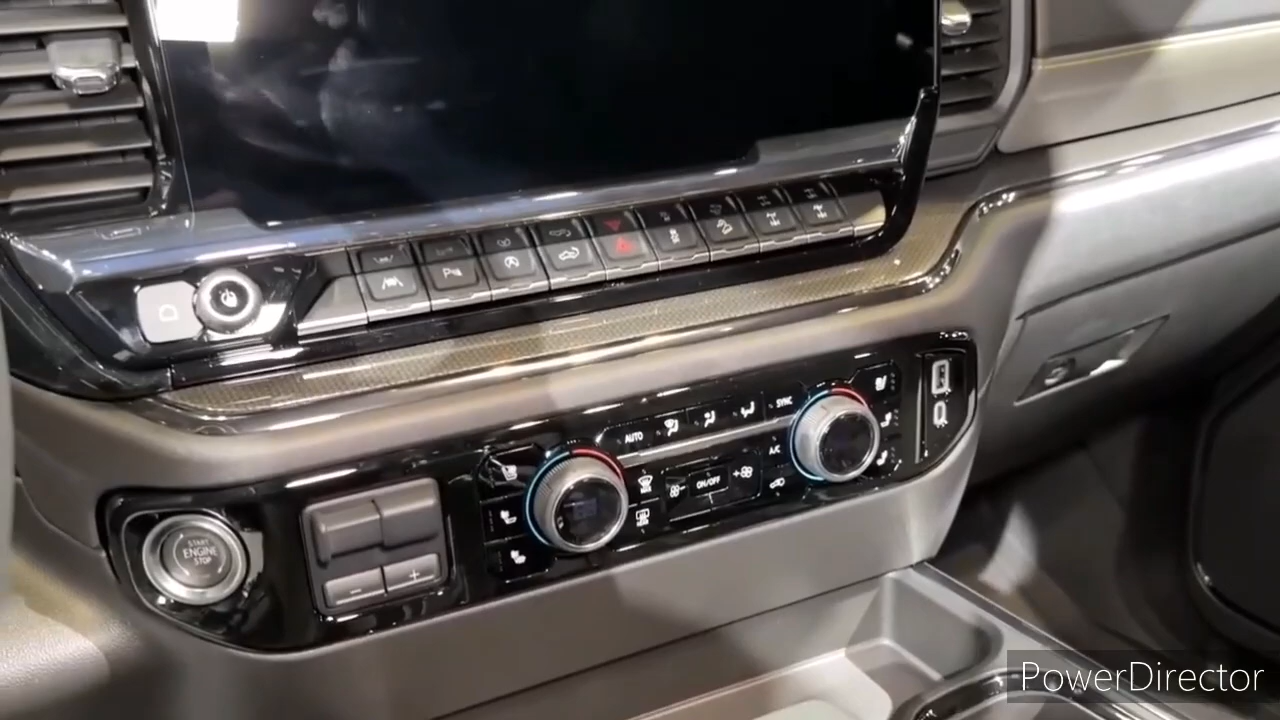 SYNC
AUTO
A/C
ON/OFF
START
ENGINE
STOP
- +
PowerDirector